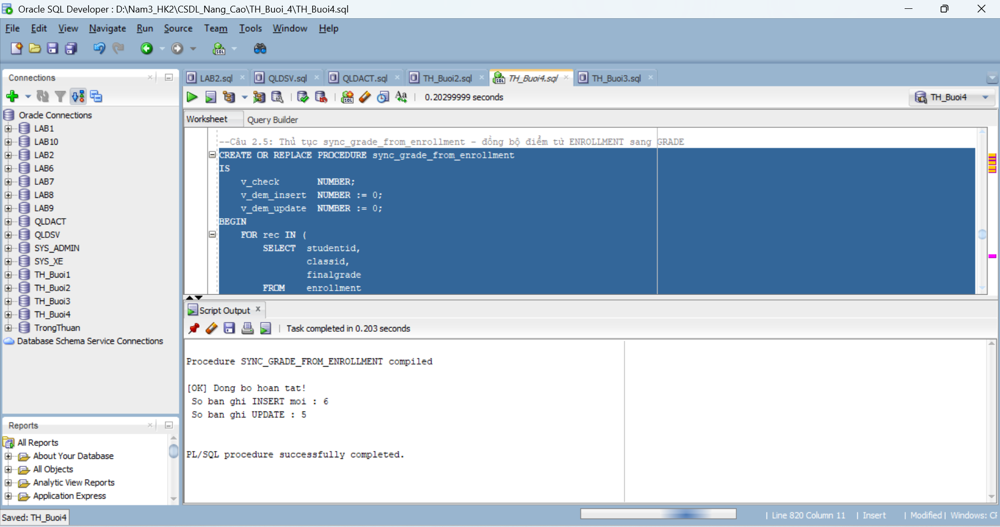 Oracle SQL Developer : D:\Nam3_HK2\CSDL_Nang_Cao\TH_Buoi_4\TH_Buoi4.sql
File Edit View Navigate Run Source Team Tools Window Help
Connections
Oracle Connections
LAB1
LAB10
LAB2
LAB6
LAB7
LAB8
LAB9
QLDACT
QLDSV
SYS_ADMIN
SYS_XE
TH_Buoi1
TH_Buoi2
TH_Buoi3
TH_Buoi4
TrongThuan
Database Schema Service Connections
Reports
All Reports
About Your Database
All Objects
Analytic View Reports
Application Express
LAB2.sql QLDSV.sql QLDACT.sql TH_Buoi2.sql TH_Buoi4.sql TH_Buoi3.sql
0.20299999 seconds
TH_Buoi4
Worksheet Query Builder
--Câu 2.5: Thủ tục sync_grade_from_enrollment - đồng bộ điểm từ ENROLLMENT sang GRADE
CREATE OR REPLACE PROCEDURE sync_grade_from_enrollment
IS
v_check NUMBER;
v_dem_insert NUMBER := 0;
v_dem_update NUMBER := 0;
BEGIN
FOR rec IN (
SELECT studentid,
classid,
finalgrade
FROM enrollment
Script Output
Task completed in 0.203 seconds
Procedure SYNC_GRADE_FROM_ENROLLMENT compiled
[OK] Dong bo hoan tat!
So ban ghi INSERT moi : 6
So ban ghi UPDATE : 5
PL/SQL procedure successfully completed.
Saved: TH_Buoi4
| Line 820 Column 11 | Insert | Modified | Windows: